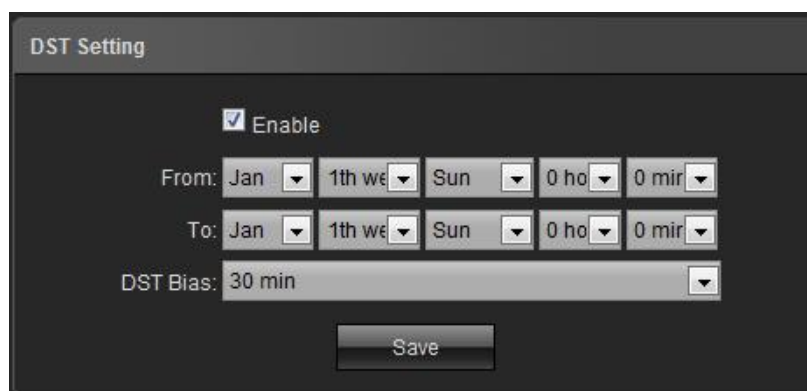 DST Setting
Enable
From: Jan 1th we Sun 0 ho 0 mir
To: Jan 1th we Sun 0 ho 0 mir
DST Bias: 30 min
Save